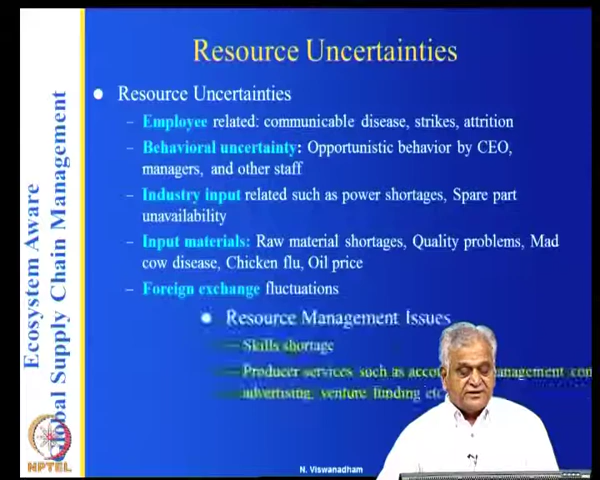 Resource Uncertainties
Resource Uncertainties
– Employee related: communicable disease, strikes, attrition
– Behavioral uncertainty: Opportunistic behavior by CEO,
managers, and other staff
– Industry input related such as power shortages, Spare part
unavailability
– Input materials: Raw material shortages, Quality problems, Mad
cow disease, Chicken flu, Oil price
– Foreign exchange fluctuations
Resource Management Issues
– Skills shortage
– Producer services such as
advertising, venture funding etc
Ecosystem Aware
Global Supply Chain Management
NPTEL
N. Viswanadham